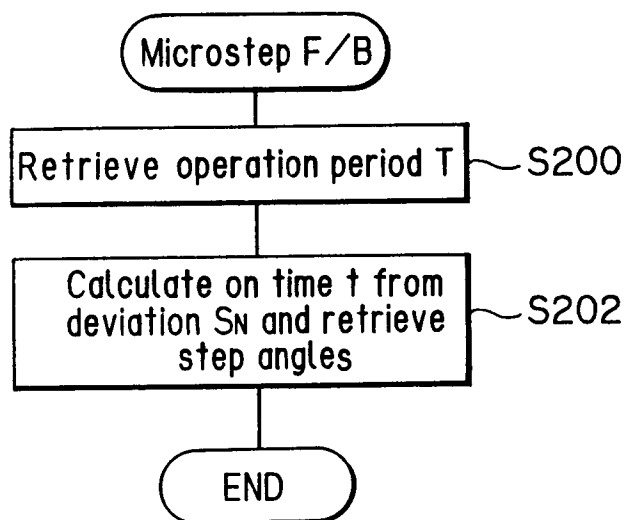 Microstep F/B
Retrieve operation period T
S200
Calculate on time t from
deviation SN and retrieve
step angles
S202
END